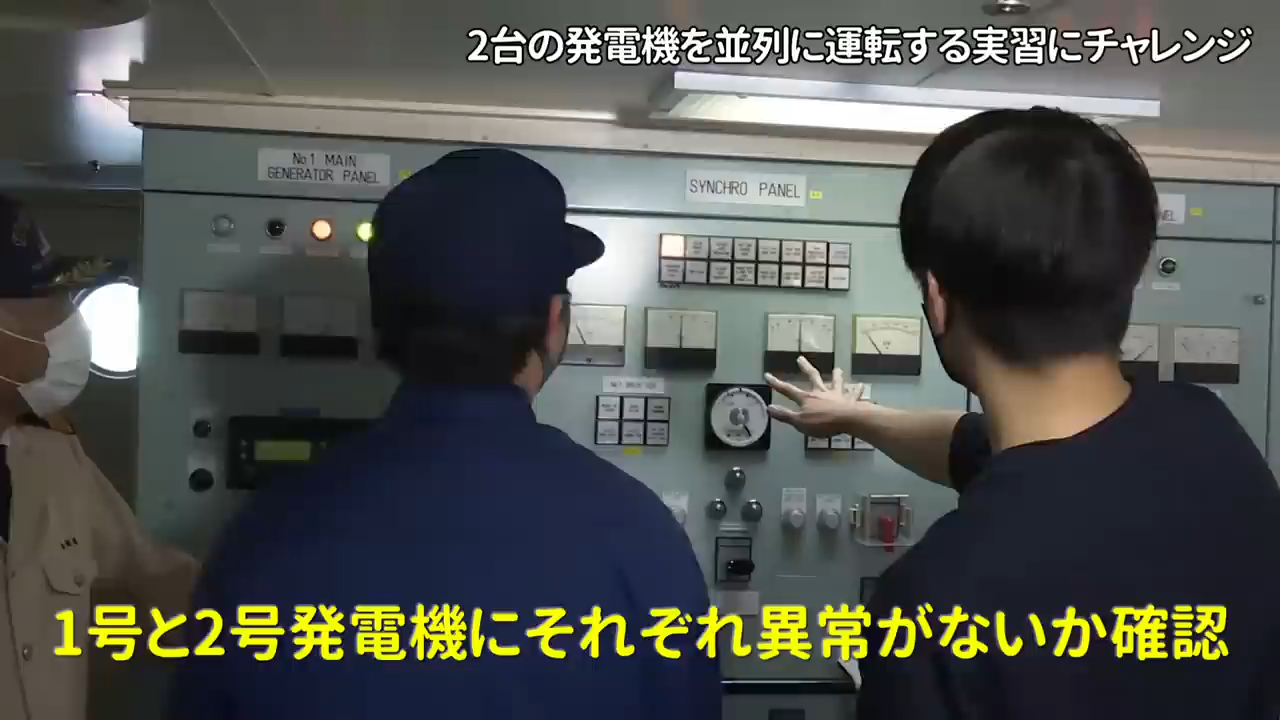 2台の発電機を並列に運転する実習にチャレンジ
No1 MAIN
GENERATOR PANEL
SYNCHRO PANEL
1号と2号発電機にそれぞれ異常がないか確認